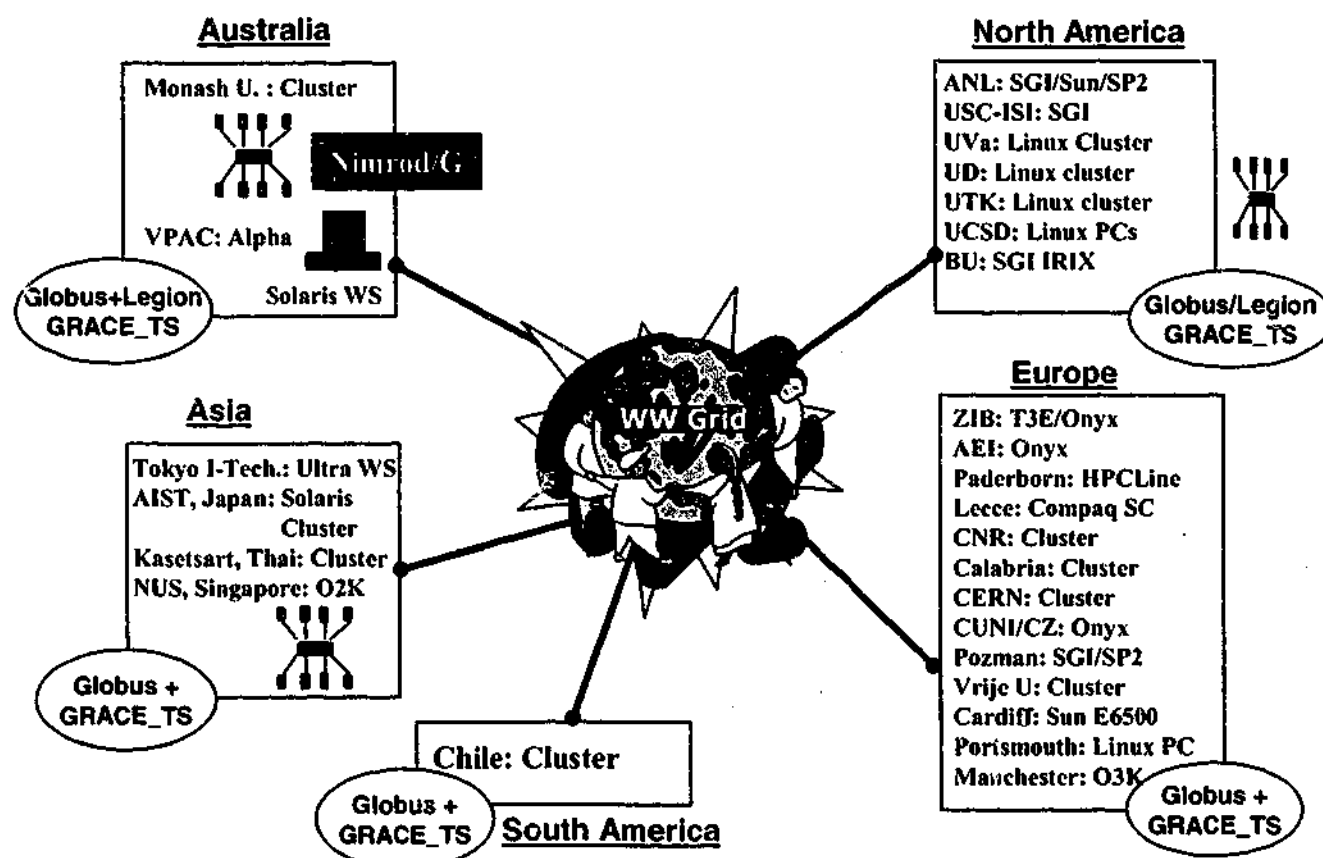 Australia
Monash U. : Cluster
Nimrod/G
VPAC: Alpha
Solaris WS
Globus+Legion
GRACE_TS
North America
ANL: SGI/Sun/SP2
USC-ISI: SGI
UVa: Linux Cluster
UD: Linux cluster
UTK: Linux cluster
UCSD: Linux PCs
BU: SGI IRIX
Globus/Legion
GRACE_TS
WW Grid
Asia
Tokyo I-Tech.: Ultra WS
AIST, Japan: Solaris
Cluster
Kasetsart, Thai: Cluster
NUS, Singapore: O2K
Globus +
GRACE_TS
Europe
ZIB: T3E/Onyx
AEI: Onyx
Paderborn: HPCLine
Lecce: Compaq SC
CNR: Cluster
Calabria: Cluster
CERN: Cluster
CUNI/CZ: Onyx
Pozman: SGI/SP2
Vrije U: Cluster
Cardiff: Sun E6500
Portsmouth: Linux PC
Manchester: O3K
Globus +
GRACE_TS
Chile: Cluster
Globus +
GRACE_TS
South America